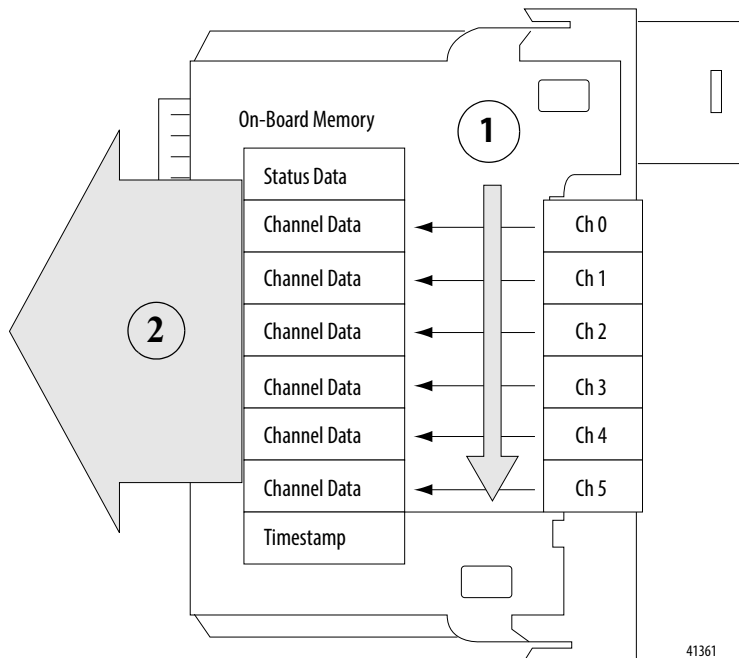 On-Board Memory
1
Status Data
Channel Data
Ch 0
Channel Data
Ch 1
2
Channel Data
Ch 2
Channel Data
Ch 3
Channel Data
Ch 4
Channel Data
Ch 5
Timestamp
41361